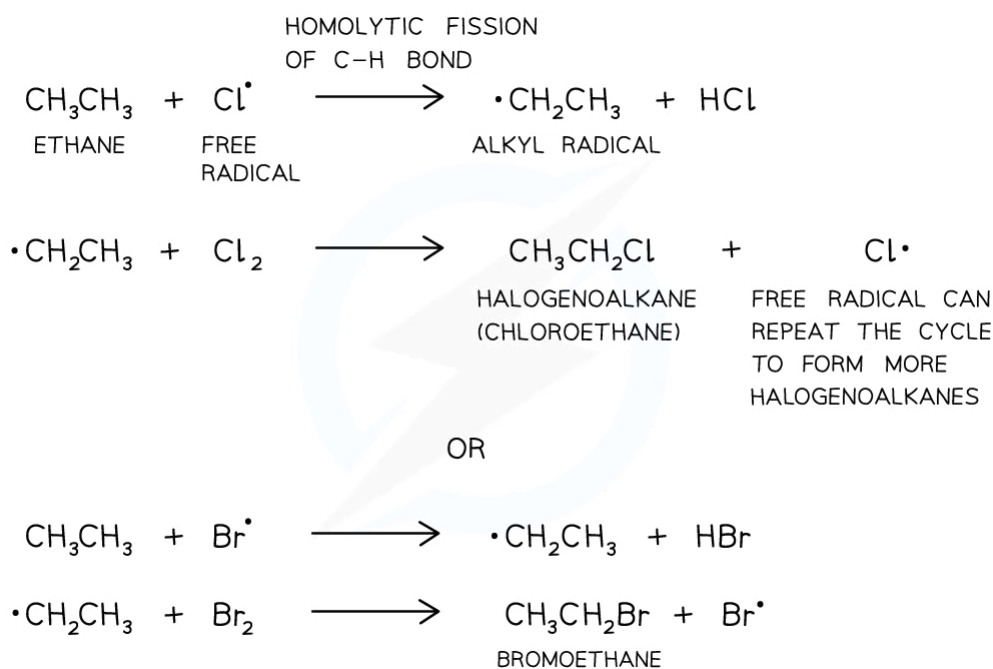 HOMOLYTIC FISSION
OF C–H BOND
CH₃CH₃ + Cl• → •CH₂CH₃ + HCl
ETHANE FREE ALKYL RADICAL
RADICAL
•CH₂CH₃ + Cl₂ → CH₃CH₂Cl + Cl•
HALOGENOALKANE FREE RADICAL CAN
(CHLOROETHANE) REPEAT THE CYCLE
TO FORM MORE
HALOGENOALKANES
OR
CH₃CH₃ + Br• → •CH₂CH₃ + HBr
•CH₂CH₃ + Br₂ → CH₃CH₂Br + Br•
BROMOETHANE